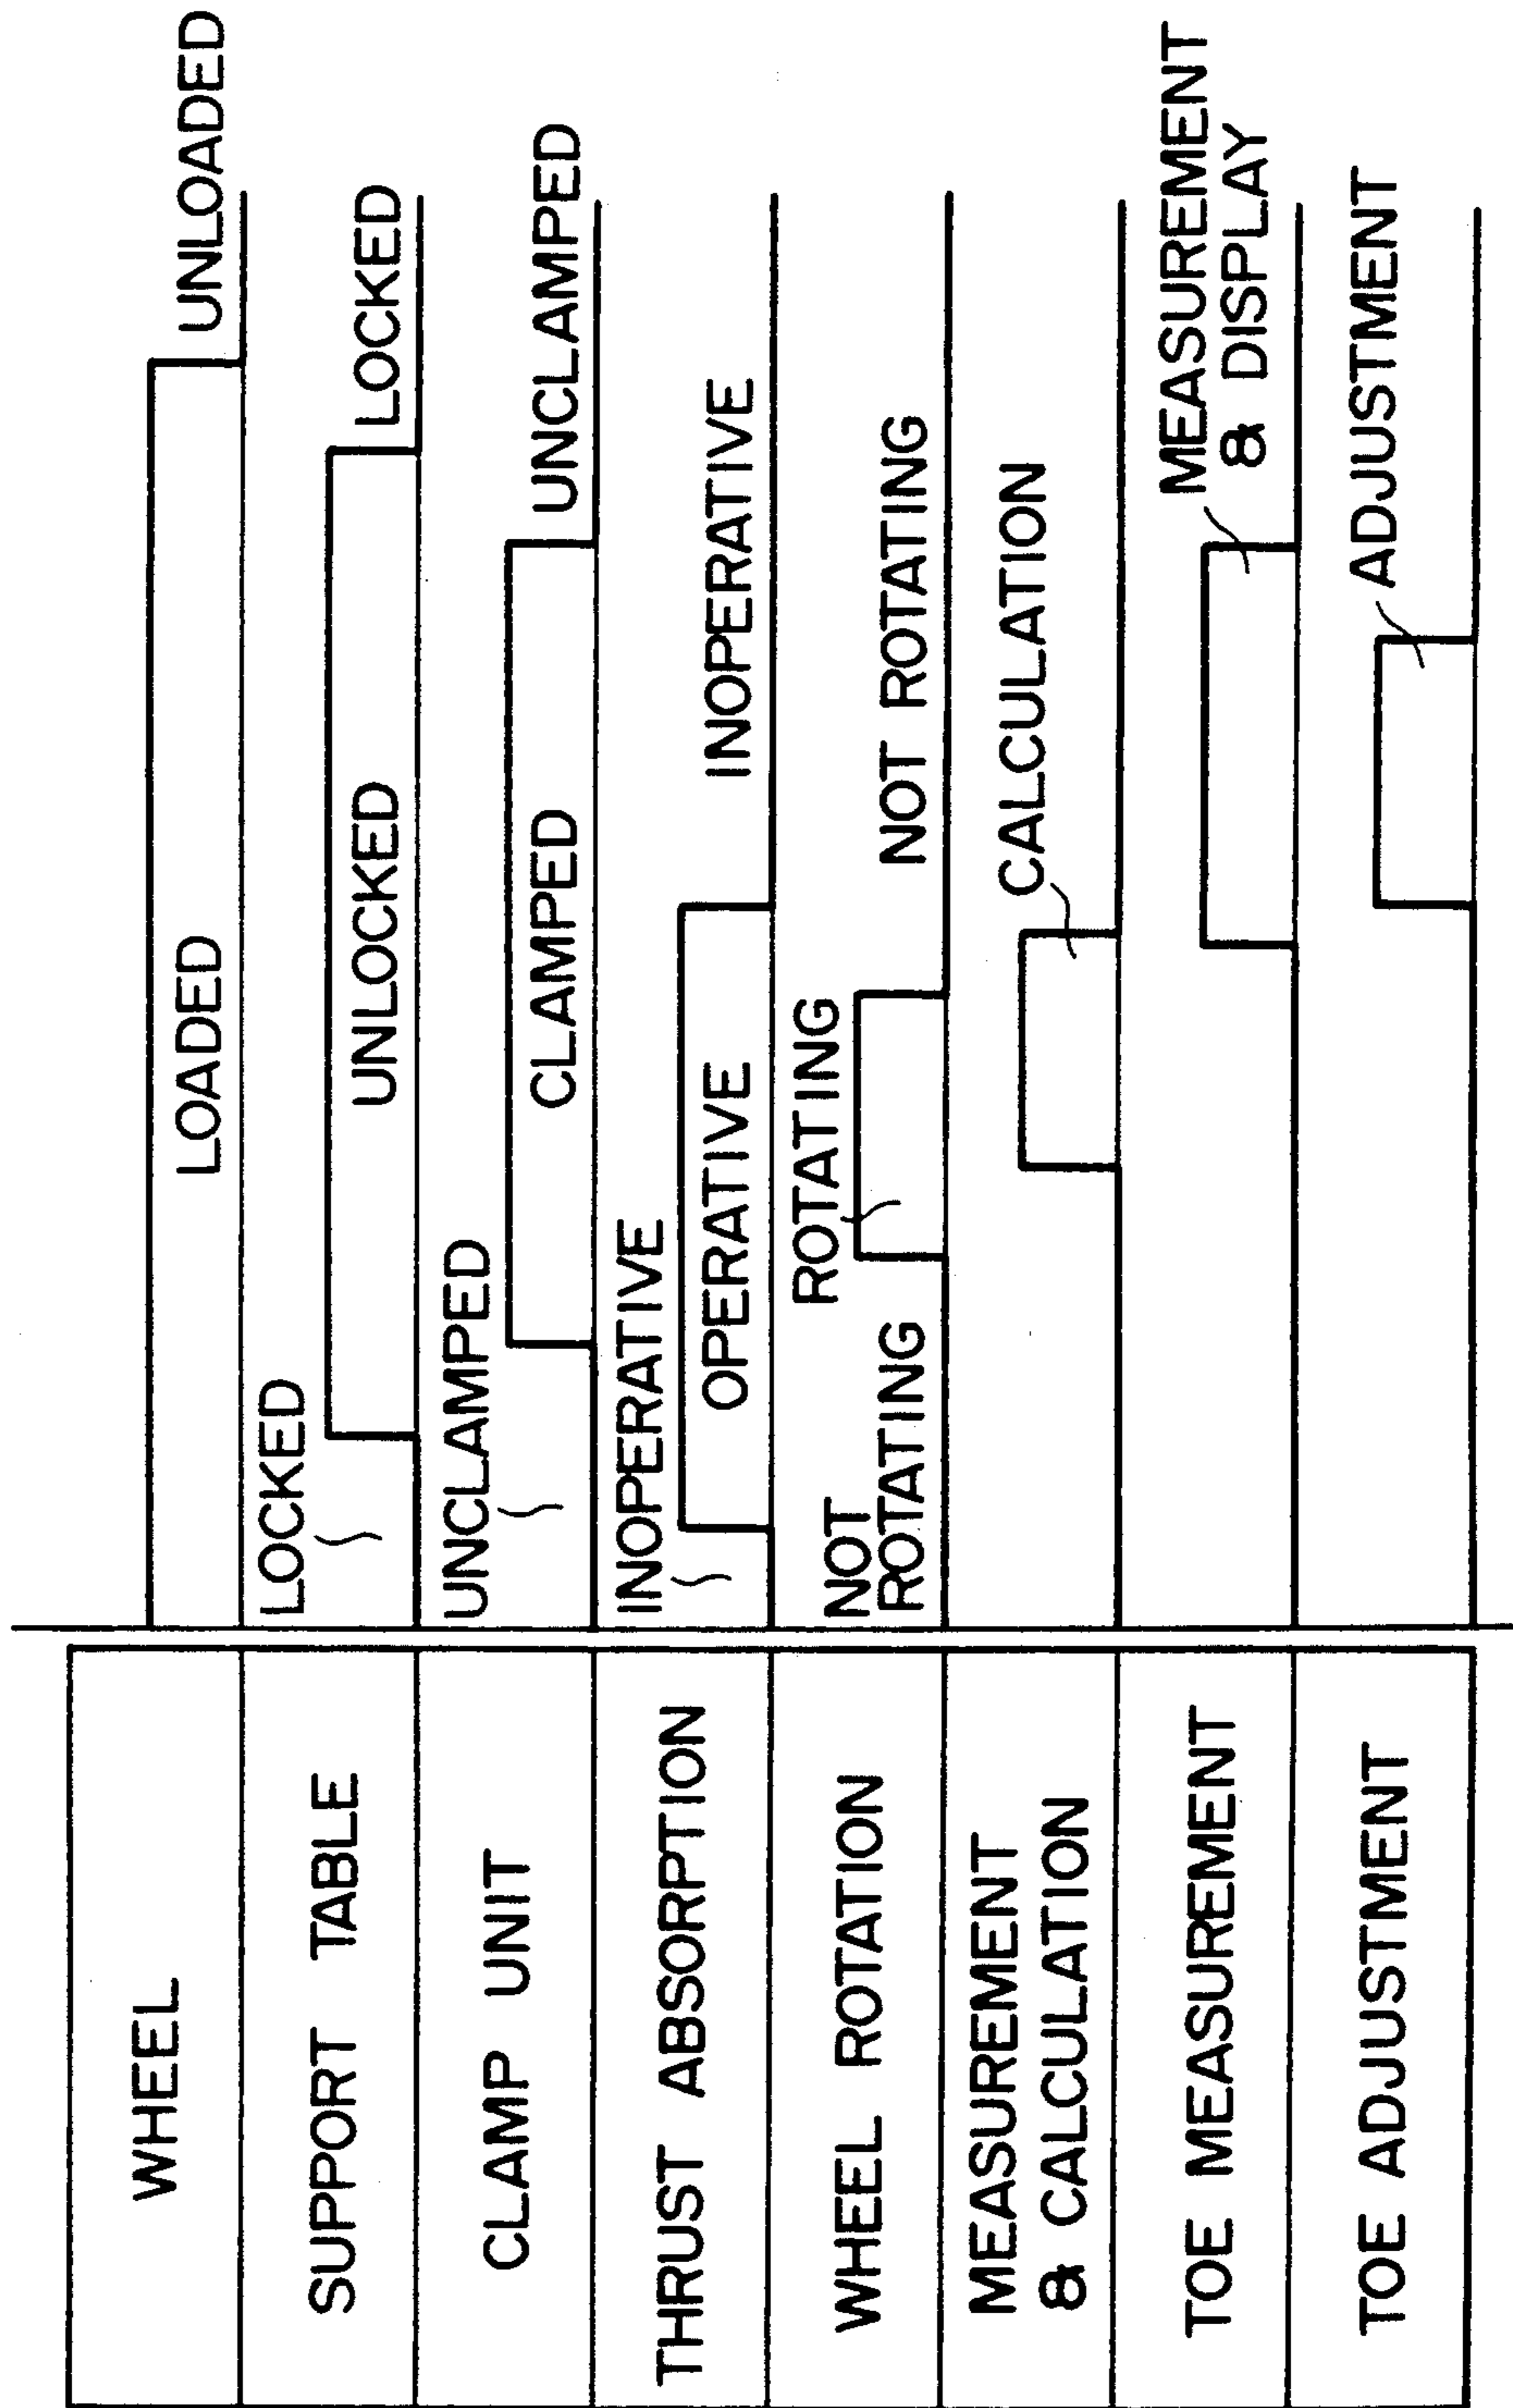 WHEEL
LOADED
UNLOADED
SUPPORT TABLE
LOCKED
UNLOCKED
LOCKED
CLAMP UNIT
UNCLAMPED
CLAMPED
UNCLAMPED
THRUST ABSORPTION
INOPERATIVE
OPERATIVE
INOPERATIVE
WHEEL ROTATION
NOT
ROTATING
ROTATING
NOT ROTATING
MEASUREMENT
& CALCULATION
CALCULATION
TOE MEASUREMENT
MEASUREMENT
& DISPLAY
TOE ADJUSTMENT
ADJUSTMENT